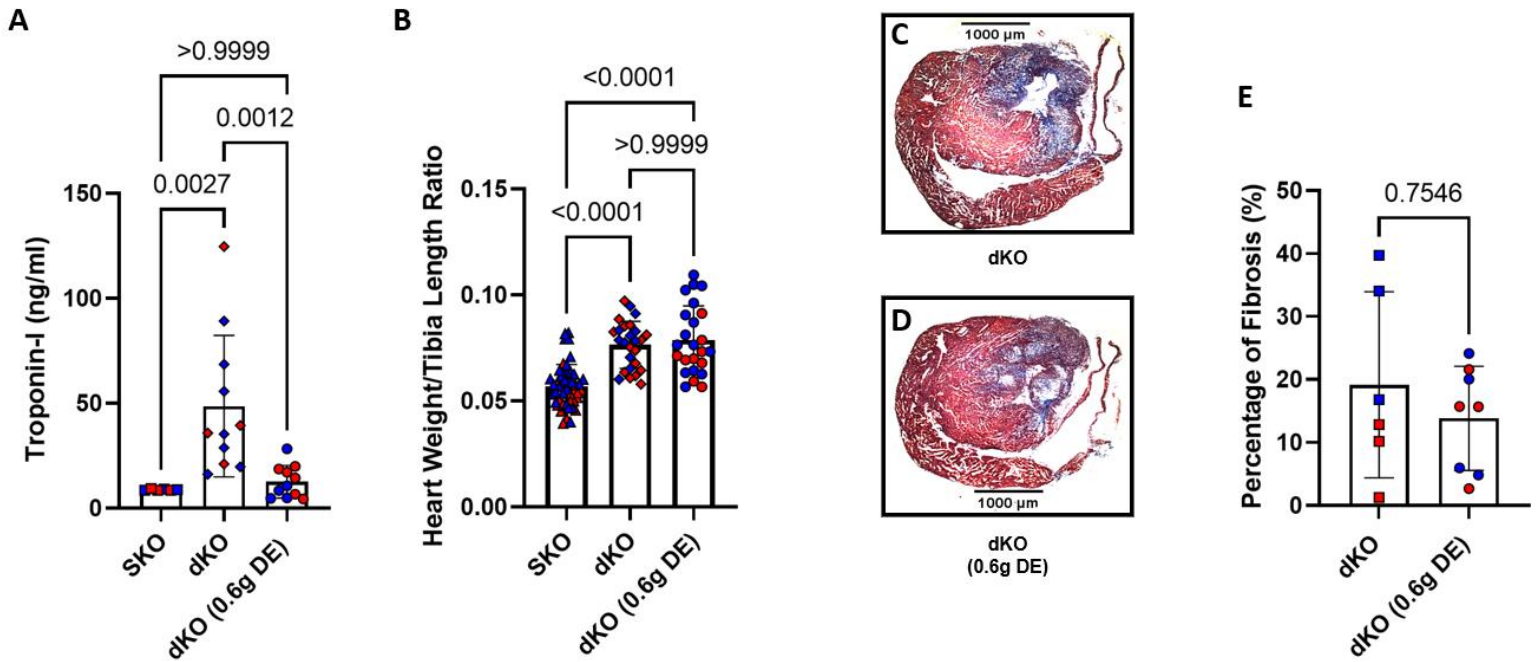 A
>0.9999
0.0012
0.0027
Troponin-I (ng/ml)
150
100
50
0
SKO
dKO
dKO (0.6g DE)
B
<0.0001
>0.9999
<0.0001
Heart Weight/Tibia Length Ratio
0.15
0.10
0.05
0.00
SKO
dKO
dKO (0.6g DE)
C
1000 µm
dKO
D
1000 µm
dKO
(0.6g DE)
E
0.7546
Percentage of Fibrosis (%)
50
40
30
20
10
0
dKO
dKO (0.6g DE)